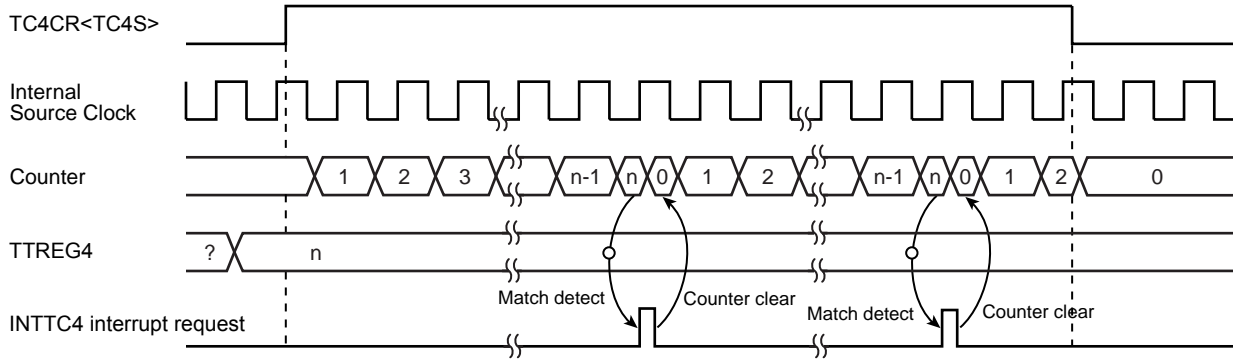 TC4CR<TC4S>
Internal
Source Clock
Counter
1 2 3 n-1 n 0 1 2 n-1 n 0 1 2 0
TTREG4
? n
Match detect Counter clear Match detect Counter clear
INTTC4 interrupt request